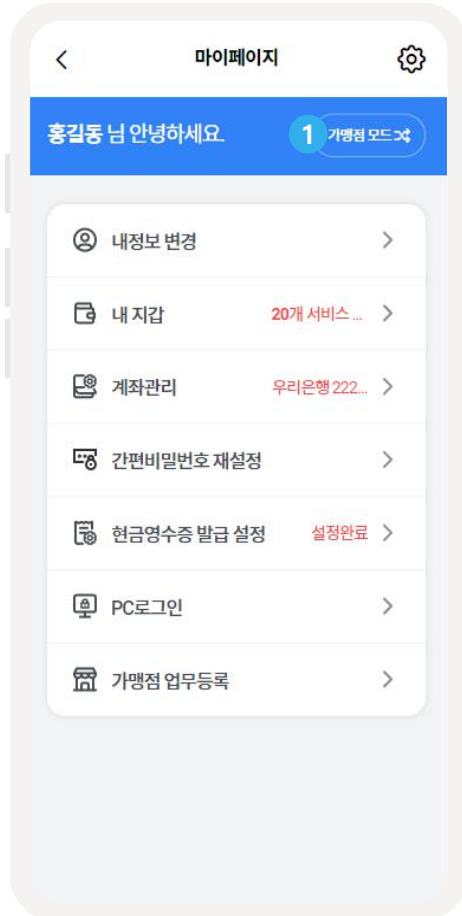 마이페이지
홍길동 님 안녕하세요.
1 가맹점 모드
내정보 변경
내 지갑 20개 서비스 ...
계좌관리 우리은행 222...
간편비밀번호 재설정
현금영수증 발급 설정 설정완료
PC로그인
가맹점 업무등록